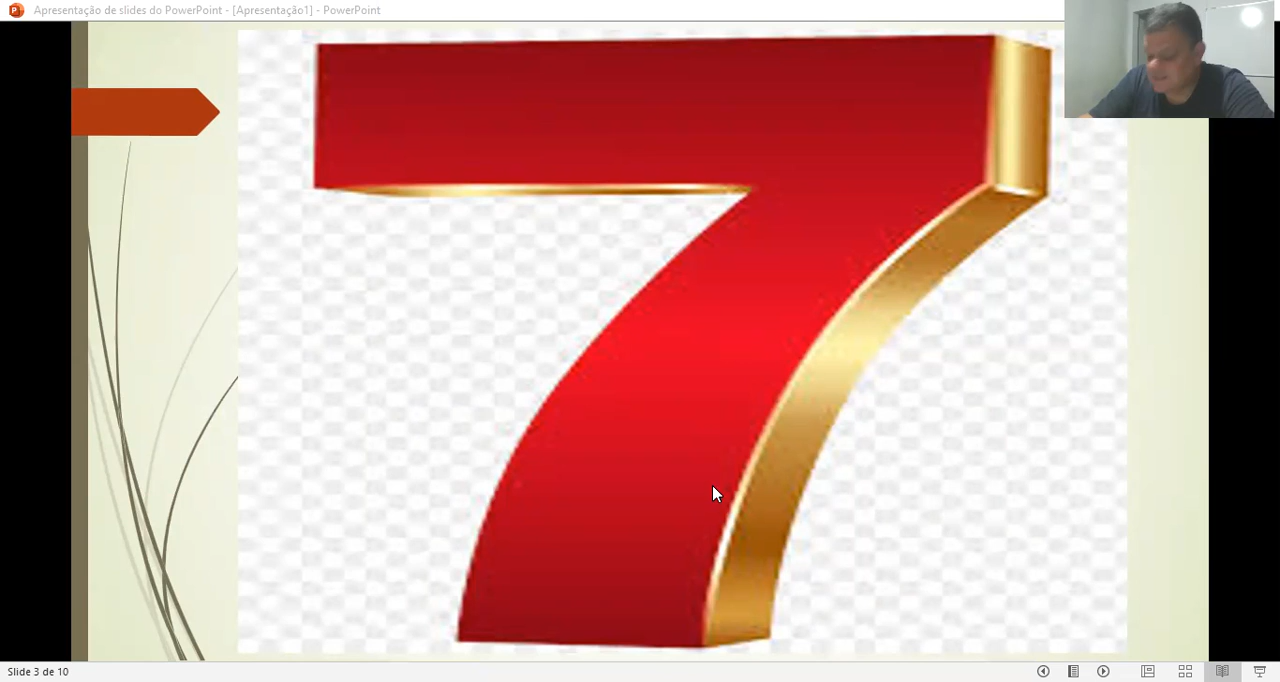 Apresentação de slides do PowerPoint - [Apresentação1] - PowerPoint
7
Slide 3 de 10